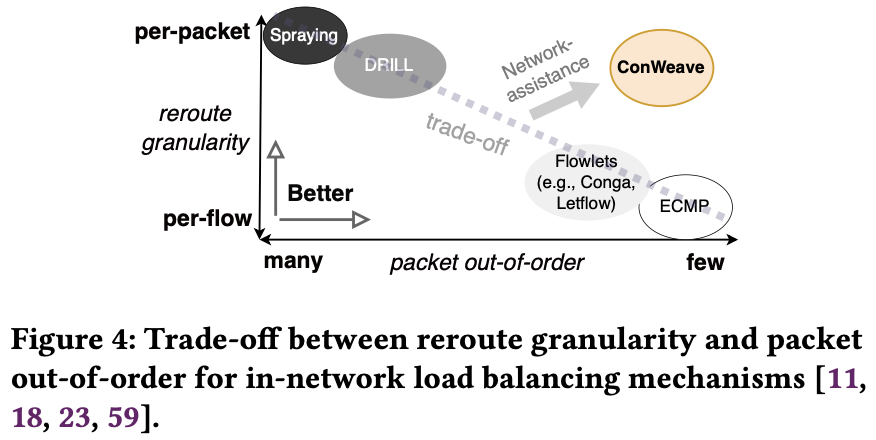 per-packet
Spraying
DRILL
Network-
assistance
ConWeave
reroute
granularity
trade-off
Better
Flowlets
(e.g., Conga,
Letflow)
ECMP
per-flow
many
packet out-of-order
few
Figure 4: Trade-off between reroute granularity and packet
out-of-order for in-network load balancing mechanisms [11,
18, 23, 59].